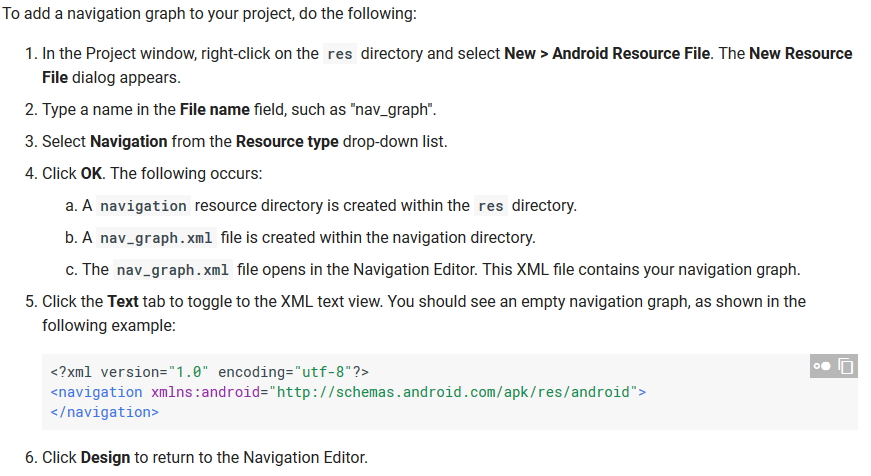 To add a navigation graph to your project, do the following:
1. In the Project window, right-click on the res directory and select New > Android Resource File. The New Resource
File dialog appears.
2. Type a name in the File name field, such as "nav_graph".
3. Select Navigation from the Resource type drop-down list.
4. Click OK. The following occurs:
a. A navigation resource directory is created within the res directory.
b. A nav_graph.xml file is created within the navigation directory.
c. The nav_graph.xml file opens in the Navigation Editor. This XML file contains your navigation graph.
5. Click the Text tab to toggle to the XML text view. You should see an empty navigation graph, as shown in the
following example:
<?xml version="1.0" encoding="utf-8"?>
<navigation xmlns:android="http://schemas.android.com/apk/res/android">
</navigation>
6. Click Design to return to the Navigation Editor.